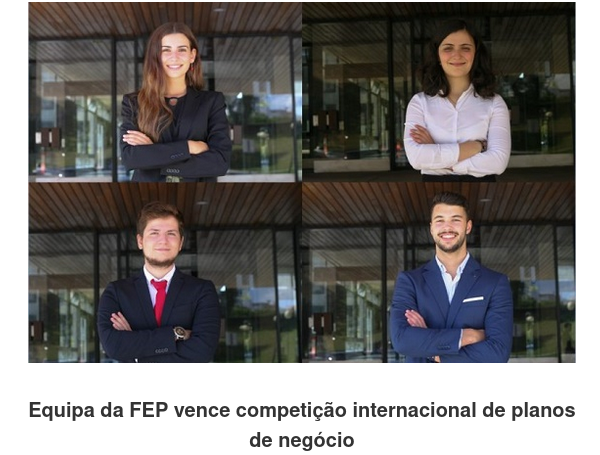 Equipa da FEP vence competição internacional de planos
de negócio